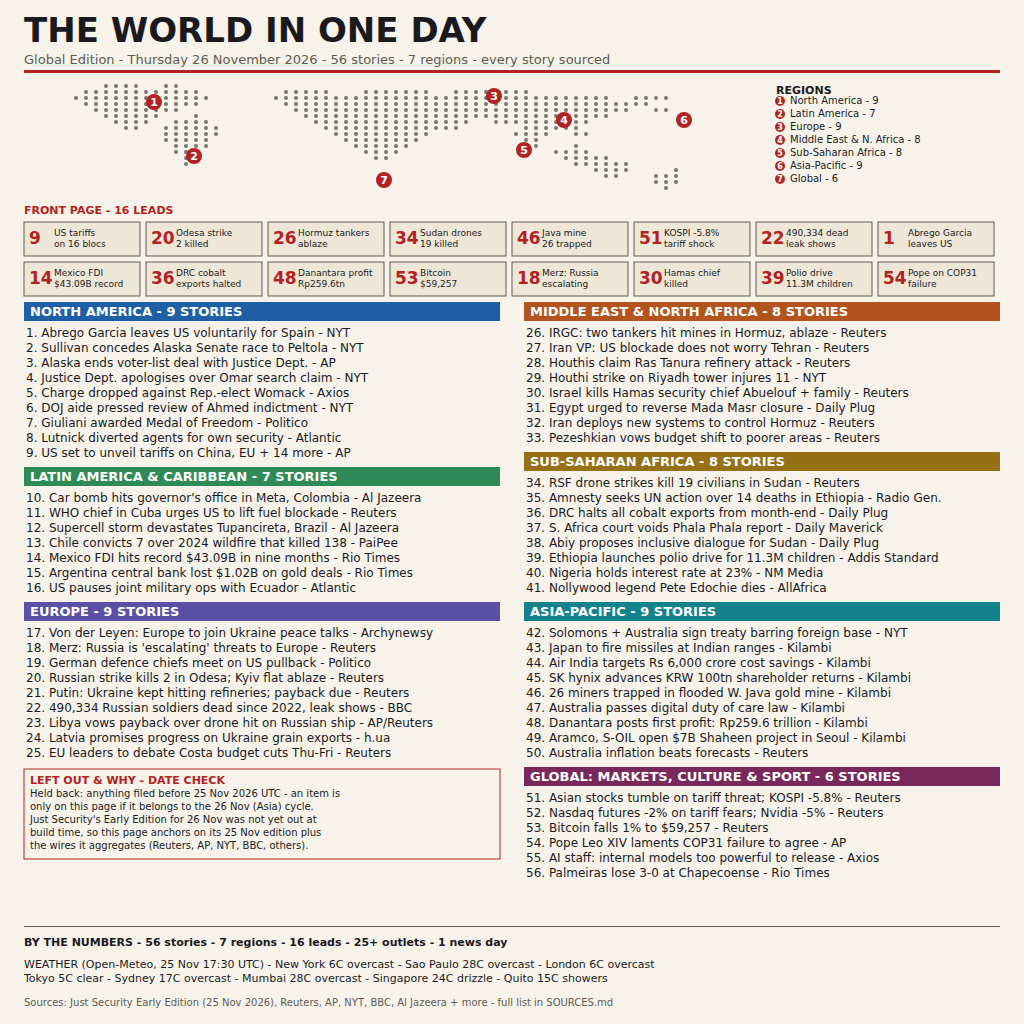 THE WORLD IN ONE DAY
Global Edition - Thursday 26 November 2026 - 56 stories - 7 regions - every story sourced
1
2
3
4
5
6
7
REGIONS
1 North America - 9
2 Latin America - 7
3 Europe - 9
4 Middle East & N. Africa - 8
5 Sub-Saharan Africa - 8
6 Asia-Pacific - 9
7 Global - 6
FRONT PAGE - 16 LEADS
9 US tariffs
on 16 blocs
20 Odesa strike
2 killed
26 Hormuz tankers
ablaze
34 Sudan drones
19 killed
46 Java mine
26 trapped
51 KOSPI -5.8%
tariff shock
22 490,334 dead
leak shows
1 Abrego Garcia
leaves US
14 Mexico FDI
$43.09B record
36 DRC cobalt
exports halted
48 Danantara profit
Rp259.6tn
53 Bitcoin
$59,257
18 Merz: Russia
escalating
30 Hamas chief
killed
39 Polio drive
11.3M children
54 Pope on COP31
failure
NORTH AMERICA - 9 STORIES
1. Abrego Garcia leaves US voluntarily for Spain - NYT
2. Sullivan concedes Alaska Senate race to Peltola - NYT
3. Alaska ends voter-list deal with Justice Dept. - AP
4. Justice Dept. apologises over Omar search claim - NYT
5. Charge dropped against Rep.-elect Womack - Axios
6. DOJ aide pressed review of Ahmed indictment - NYT
7. Giuliani awarded Medal of Freedom - Politico
8. Lutnick diverted agents for own security - Atlantic
9. US set to unveil tariffs on China, EU + 14 more - AP
LATIN AMERICA & CARIBBEAN - 7 STORIES
10. Car bomb hits governor's office in Meta, Colombia - Al Jazeera
11. WHO chief in Cuba urges US to lift fuel blockade - Reuters
12. Supercell storm devastates Tupancireta, Brazil - Al Jazeera
13. Chile convicts 7 over 2024 wildfire that killed 138 - PaiPee
14. Mexico FDI hits record $43.09B in nine months - Rio Times
15. Argentina central bank lost $1.02B on gold deals - Rio Times
16. US pauses joint military ops with Ecuador - Atlantic
EUROPE - 9 STORIES
17. Von der Leyen: Europe to join Ukraine peace talks - Archynewsy
18. Merz: Russia is 'escalating' threats to Europe - Reuters
19. German defence chiefs meet on US pullback - Politico
20. Russian strike kills 2 in Odesa; Kyiv flat ablaze - Reuters
21. Putin: Ukraine kept hitting refineries; payback due - Reuters
22. 490,334 Russian soldiers dead since 2022, leak shows - BBC
23. Libya vows payback over drone hit on Russian ship - AP/Reuters
24. Latvia promises progress on Ukraine grain exports - h.ua
25. EU leaders to debate Costa budget cuts Thu-Fri - Reuters
LEFT OUT & WHY - DATE CHECK
Held back: anything filed before 25 Nov 2026 UTC - an item is
only on this page if it belongs to the 26 Nov (Asia) cycle.
Just Security's Early Edition for 26 Nov was not yet out at
build time, so this page anchors on its 25 Nov edition plus
the wires it aggregates (Reuters, AP, NYT, BBC, others).
MIDDLE EAST & NORTH AFRICA - 8 STORIES
26. IRGC: two tankers hit mines in Hormuz, ablaze - Reuters
27. Iran VP: US blockade does not worry Tehran - Reuters
28. Houthis claim Ras Tanura refinery attack - Reuters
29. Houthi strike on Riyadh tower injures 11 - NYT
30. Israel kills Hamas security chief Abuelouf + family - Reuters
31. Egypt urged to reverse Mada Masr closure - Daily Plug
32. Iran deploys new systems to control Hormuz - Reuters
33. Pezeshkian vows budget shift to poorer areas - Reuters
SUB-SAHARAN AFRICA - 8 STORIES
34. RSF drone strikes kill 19 civilians in Sudan - Reuters
35. Amnesty seeks UN action over 14 deaths in Ethiopia - Radio Gen.
36. DRC halts all cobalt exports from month-end - Daily Plug
37. S. Africa court voids Phala Phala report - Daily Maverick
38. Abiy proposes inclusive dialogue for Sudan - Daily Plug
39. Ethiopia launches polio drive for 11.3M children - Addis Standard
40. Nigeria holds interest rate at 23% - NM Media
41. Nollywood legend Pete Edochie dies - AllAfrica
ASIA-PACIFIC - 9 STORIES
42. Solomons + Australia sign treaty barring foreign base - NYT
43. Japan to fire missiles at Indian ranges - Kilambi
44. Air India targets Rs 6,000 crore cost savings - Kilambi
45. SK hynix advances KRW 100tn shareholder returns - Kilambi
46. 26 miners trapped in flooded W. Java gold mine - Kilambi
47. Australia passes digital duty of care law - Kilambi
48. Danantara posts first profit: Rp259.6 trillion - Kilambi
49. Aramco, S-OIL open $7B Shaheen project in Seoul - Kilambi
50. Australia inflation beats forecasts - Reuters
GLOBAL: MARKETS, CULTURE & SPORT - 6 STORIES
51. Asian stocks tumble on tariff threat; KOSPI -5.8% - Reuters
52. Nasdaq futures -2% on tariff fears; Nvidia -5% - Reuters
53. Bitcoin falls 1% to $59,257 - Reuters
54. Pope Leo XIV laments COP31 failure to agree - AP
55. AI staff: internal models too powerful to release - Axios
56. Palmeiras lose 3-0 at Chapecoense - Rio Times
BY THE NUMBERS - 56 stories - 7 regions - 16 leads - 25+ outlets - 1 news day
WEATHER (Open-Meteo, 25 Nov 17:30 UTC) - New York 6C overcast - Sao Paulo 28C overcast - London 6C overcast
Tokyo 5C clear - Sydney 17C overcast - Mumbai 28C overcast - Singapore 24C drizzle - Quito 15C showers
Sources: Just Security Early Edition (25 Nov 2026), Reuters, AP, NYT, BBC, Al Jazeera + more - full list in SOURCES.md